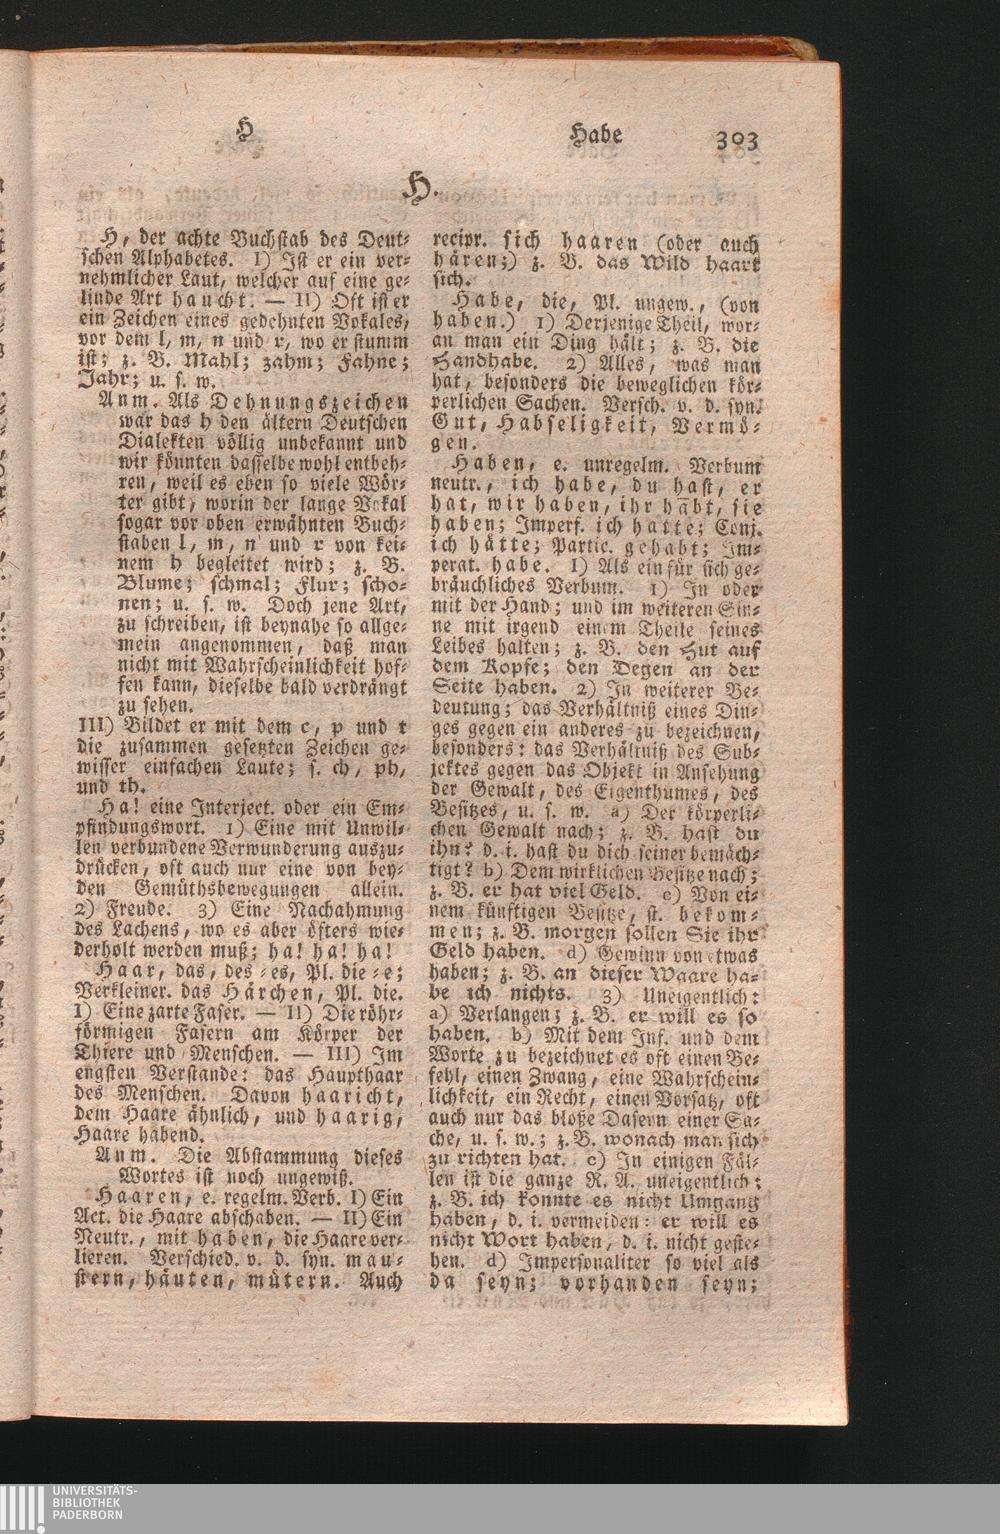 H
Habe 303
H.
H, der achte Buchstab des Deut-
schen Alphabetes. I) Ist er ein ver-
nehmlicher Laut, welcher auf eine ge-
linde Art haucht. — II) Oft ist er
ein Zeichen eines gedehnten Vokales,
vor dem l, m, n und r, wo er stumm
ist; z. B. Mahl; zahm; Fahne;
Jahr; u. s. w.
Anm. Als Dehnungszeichen
war das h den ältern Deutschen
Dialekten völlig unbekannt und
wir könnten dasselbe wohl entbeh-
ren, weil es eben so viele Wör-
ter gibt, worin der lange Vokal
sogar vor oben erwähnten Buch-
staben l, m, n und r von kei-
nem h begleitet wird; z. B.
Blume; schmal; Flur; scho-
nen; u. s. w. Doch jene Art,
zu schreiben, ist beynahe so allge-
mein angenommen, daß man
nicht mit Wahrscheinlichkeit hof-
fen kann, dieselbe bald verdrängt
zu sehen.
III) Bildet er mit dem c, p und t
die zusammen gesetzten Zeichen ge-
wisser einfachen Laute; s. ch, ph,
und th.
Ha! eine Interject. oder ein Em-
pfindungswort. 1) Eine mit Unwil-
len verbundene Verwunderung auszu-
drücken, oft auch nur eine von bey-
den Gemüthsbewegungen allein.
2) Freude. 3) Eine Nachahmung
des Lachens, wo es aber öfters wie-
derholt werden muß; ha! ha! ha!
Haar, das, des -es, Pl. die -e;
Verkleiner. das Härchen, Pl. die.
I) Eine zarte Faser. — II) Die röhr-
förmigen Fasern am Körper der
Thiere und Menschen. — III) Im
engsten Verstande: das Haupthaar
des Menschen. Davon haaricht,
dem Haare ähnlich, und haarig,
Haare habend.
Anm. Die Abstammung dieses
Wortes ist noch ungewiß.
Haaren, e. regelm. Verb. I) Ein
Act. die Haare abschaben. — II) Ein
Neutr., mit haben, die Haare ver-
lieren. Verschied. v. d. syn. mau-
stern, häuten, mütern. Auch
recipr. sich haaren (oder auch
hären;) z. B. das Wild haart
sich.
Habe, die, Pl. ungew., (von
haben.) 1) Derjenige Theil, wor-
an man ein Ding hält; z. B. die
Handhabe. 2) Alles, was man
hat, besonders die beweglichen kör-
perlichen Sachen. Versch. v. d. syn.
Gut, Habseligkeit, Vermö-
gen.
Haben, e. unregelm. Verbum
neutr., ich habe, du hast, er
hat, wir haben, ihr habt, sie
haben; Imperf. ich hatte; Conj.
ich hätte; Partic. gehabt; Im-
perat. habe. I) Als ein für sich ge-
bräuchliches Verbum. 1) In oder
mit der Hand; und im weiteren Sin-
ne mit irgend einem Theile seines
Leibes halten; z. B. den Hut auf
dem Kopfe; den Degen an der
Seite haben. 2) In weiterer Be-
deutung; das Verhältniß eines Din-
ges gegen ein anderes zu bezeichnen,
besonders: das Verhältniß des Sub-
jektes gegen das Objekt in Ansehung
der Gewalt, des Eigenthumes, des
Besitzes, u. s. w. a) Der körperli-
chen Gewalt nach; z. B. hast du
ihn? d. i. hast du dich seiner bemäch-
tigt? b) Dem wirklichen Besitze nach;
z. B. er hat viel Geld. c) Von ei-
nem künftigen Besitze, st. bekom-
men; z. B. morgen sollen Sie ihr
Geld haben. d) Gewinn von etwas
haben; z. B. an dieser Waare ha-
be ich nichts. 3) Uneigentlich:
a) Verlangen; z. B. er will es so
haben. b) Mit dem Inf. und dem
Worte zu bezeichnet es oft einen Be-
fehl, einen Zwang, eine Wahrschein-
lichkeit, ein Recht, einen Vorsatz, oft
auch nur das bloße Daseyn einer Sa-
che, u. s. w.; z. B. wonach man sich
zu richten hat. c) In einigen Fäl-
len ist die ganze R. A. uneigentlich;
z. B. ich konnte es nicht Umgang
haben, d. i. vermeiden: er will es
nicht Wort haben, d. i. nicht geste-
hen. d) Impersonaliter so viel als
da seyn; vorhanden seyn;
UNIVERSITÄTS-
BIBLIOTHEK
PADERBORN